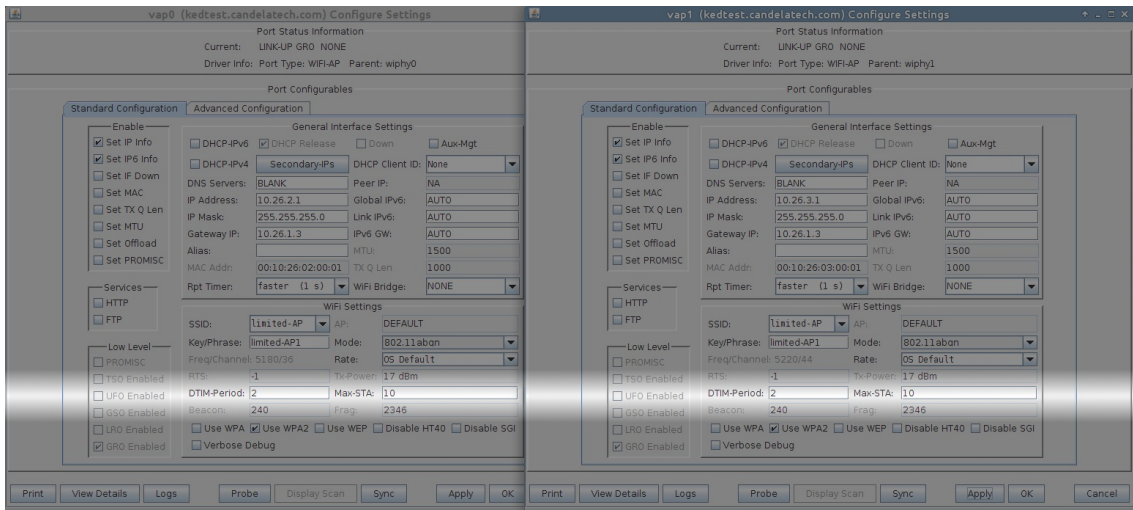 vap0 (kedtest.candelatech.com) Configure Settings
Port Status Information
Current: LINK-UP GRO NONE
Driver Info: Port Type: WIFI-AP Parent: wiphy0
Port Configurables
Standard Configuration Advanced Configuration
Enable
Set IP Info
Set IP6 Info
Set IF Down
Set MAC
Set TX Q Len
Set MTU
Set Offload
Set PROMISC
Services
HTTP
FTP
Low Level
PROMISC
TSO Enabled
UFO Enabled
GSO Enabled
LRO Enabled
GRO Enabled
General Interface Settings
DHCP-IPv6 DHCP Release Down Aux-Mgt
DHCP-IPv4 Secondary-IPs DHCP Client ID: None
DNS Servers: BLANK Peer IP: NA
IP Address: 10.26.2.1 Global IPv6: AUTO
IP Mask: 255.255.255.0 Link IPv6: AUTO
Gateway IP: 10.26.1.3 IPv6 GW: AUTO
Alias: MTU: 1500
MAC Addr: 00:10:26:02:00:01 TX Q Len 1000
Rpt Timer: faster (1 s) WiFi Bridge: NONE
WiFi Settings
SSID: limited-AP AP: DEFAULT
Key/Phrase: limited-AP1 Mode: 802.11abgn
Freq/Channel: 5180/36 Rate: OS Default
RTS: -1 Tx-Power: 17 dBm
DTIM-Period: 2 Max-STA: 10
Beacon: 240 Frag: 2346
Use WPA Use WPA2 Use WEP Disable HT40 Disable SGI
Verbose Debug
Print View Details Logs Probe Display Scan Sync Apply OK
vap1 (kedtest.candelatech.com) Configure Settings
Port Status Information
Current: LINK-UP GRO NONE
Driver Info: Port Type: WIFI-AP Parent: wiphy1
Port Configurables
Standard Configuration Advanced Configuration
Enable
Set IP Info
Set IP6 Info
Set IF Down
Set MAC
Set TX Q Len
Set MTU
Set Offload
Set PROMISC
Services
HTTP
FTP
Low Level
PROMISC
TSO Enabled
UFO Enabled
GSO Enabled
LRO Enabled
GRO Enabled
General Interface Settings
DHCP-IPv6 DHCP Release Down Aux-Mgt
DHCP-IPv4 Secondary-IPs DHCP Client ID: None
DNS Servers: BLANK Peer IP: NA
IP Address: 10.26.3.1 Global IPv6: AUTO
IP Mask: 255.255.255.0 Link IPv6: AUTO
Gateway IP: 10.26.1.3 IPv6 GW: AUTO
Alias: MTU: 1500
MAC Addr: 00:10:26:03:00:01 TX Q Len 1000
Rpt Timer: faster (1 s) WiFi Bridge: NONE
WiFi Settings
SSID: limited-AP AP: DEFAULT
Key/Phrase: limited-AP1 Mode: 802.11abgn
Freq/Channel: 5220/44 Rate: OS Default
RTS: -1 Tx-Power: 17 dBm
DTIM-Period: 2 Max-STA: 10
Beacon: 240 Frag: 2346
Use WPA Use WPA2 Use WEP Disable HT40 Disable SGI
Verbose Debug
Print View Details Logs Probe Display Scan Sync Apply OK Cancel